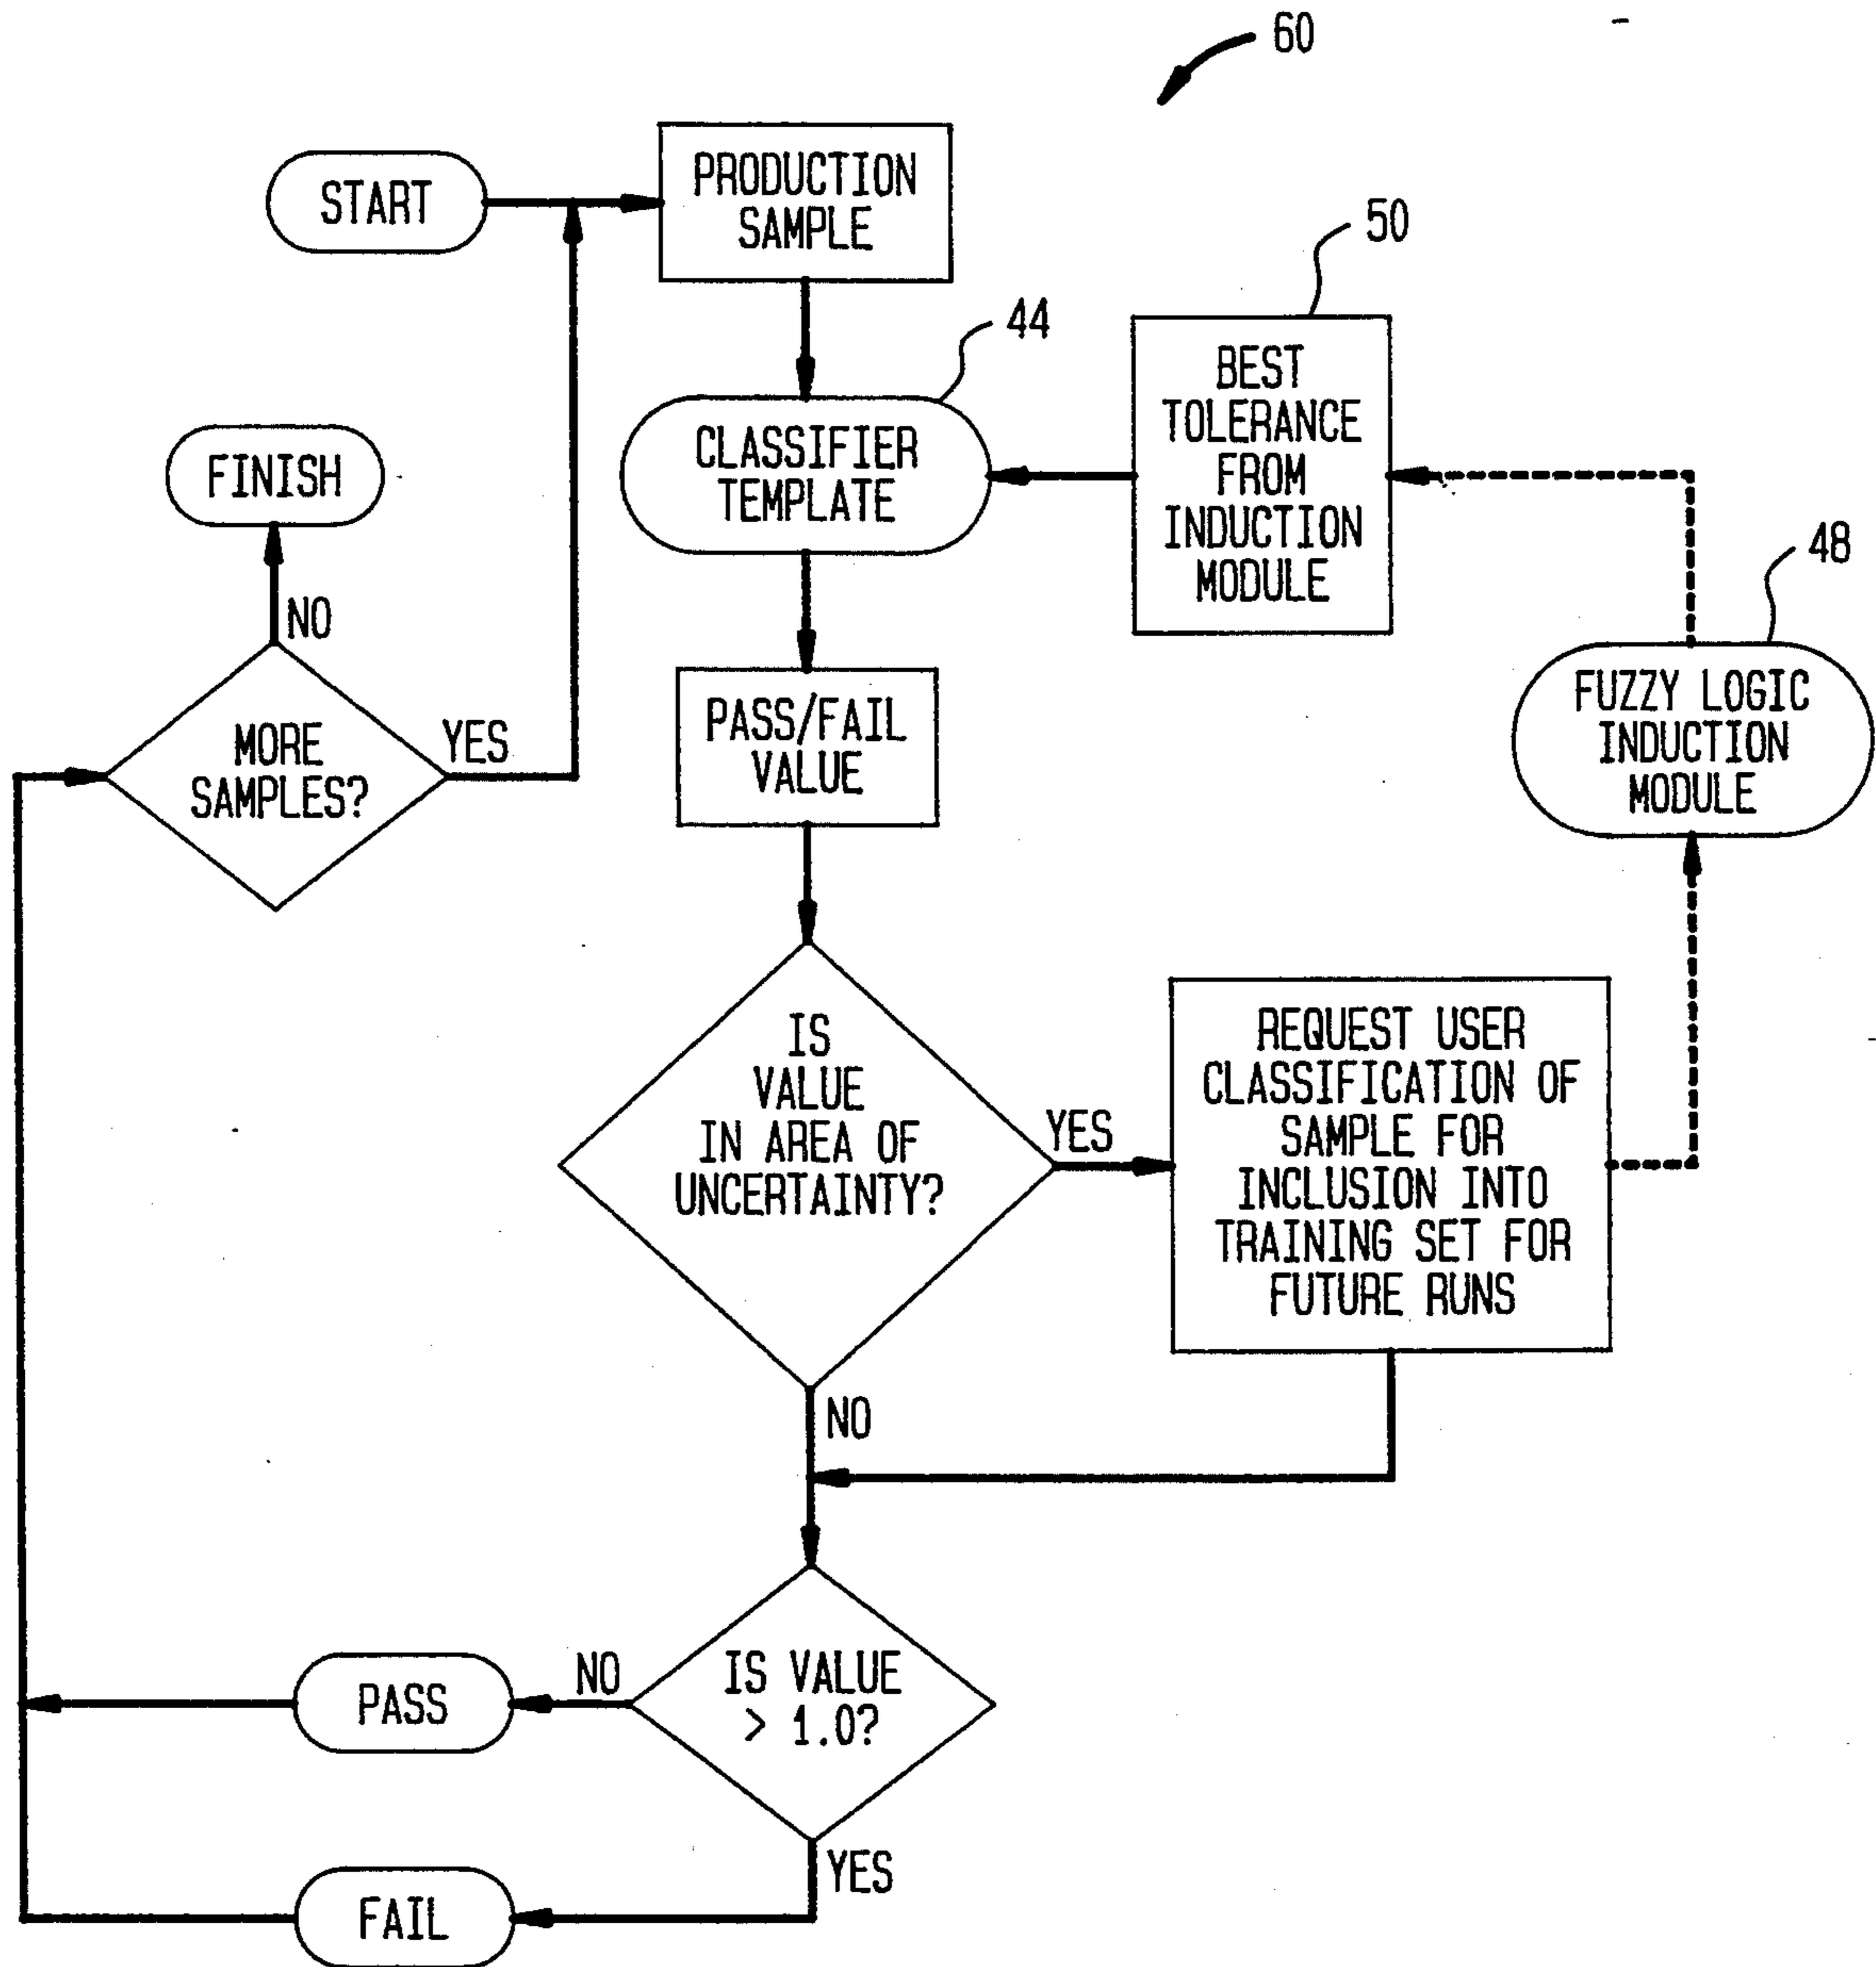 60
START
PRODUCTION
SAMPLE
50
44
BEST
TOLERANCE
FROM
INDUCTION
MODULE
CLASSIFIER
TEMPLATE
FINISH
48
NO
FUZZY LOGIC
INDUCTION
MODULE
PASS/FAIL
VALUE
MORE
SAMPLES?
YES
IS
VALUE
IN AREA OF
UNCERTAINTY?
YES
REQUEST USER
CLASSIFICATION OF
SAMPLE FOR
INCLUSION INTO
TRAINING SET FOR
FUTURE RUNS
NO
IS VALUE
> 1.0?
NO
PASS
YES
FAIL